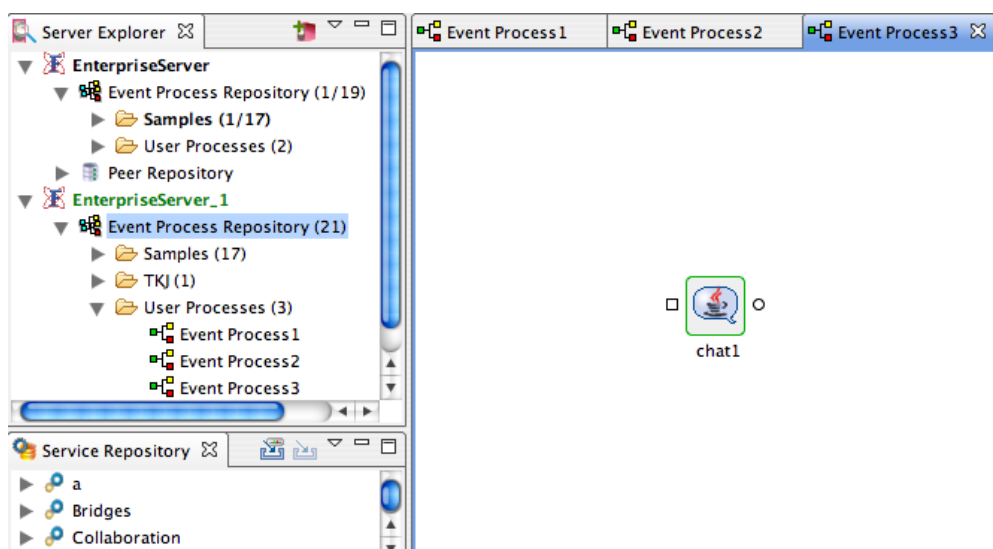 Server Explorer
EnterpriseServer
Event Process Repository (1/19)
Samples (1/17)
User Processes (2)
Peer Repository
EnterpriseServer_1
Event Process Repository (21)
Samples (17)
TKJ (1)
User Processes (3)
Event Process1
Event Process2
Event Process3
Service Repository
a
Bridges
Collaboration
Event Process1
Event Process2
Event Process3
chat1